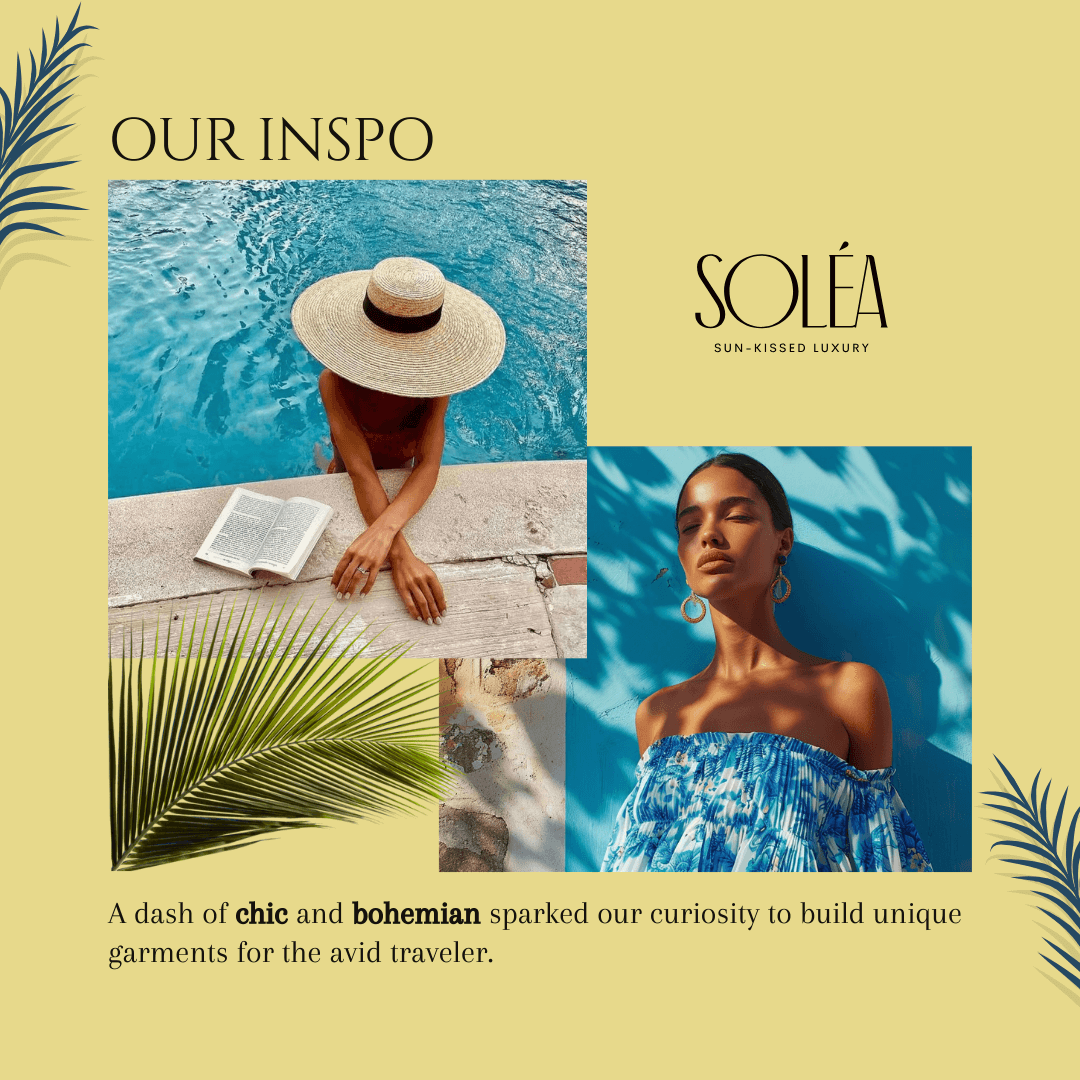 OUR INSPO
SOLÉA
SUN-KISSED LUXURY
A dash of chic and bohemian sparked our curiosity to build unique
garments for the avid traveler.